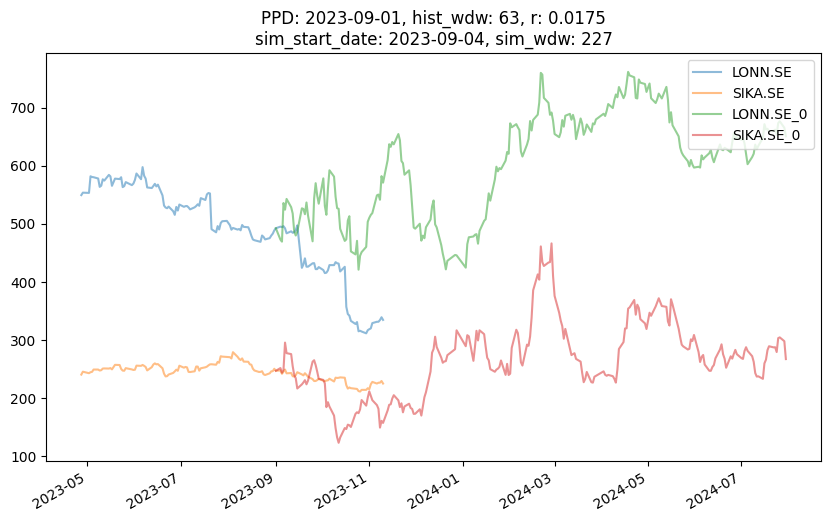 PPD: 2023-09-01, hist_wdw: 63, r: 0.0175
sim_start_date: 2023-09-04, sim_wdw: 227
LONN.SE
SIKA.SE
LONN.SE_0
SIKA.SE_0
700
600
500
400
300
200
100
2023-05
2023-07
2023-09
2023-11
2024-01
2024-03
2024-05
2024-07